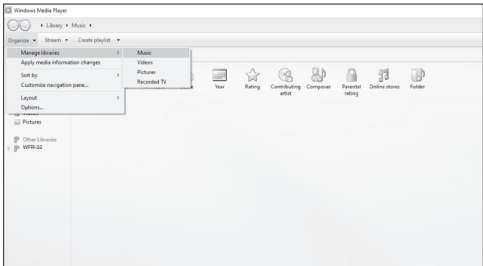 Windows Media Player
Library Music
Organize Stream Create playlist
Manage libraries
Apply media information changes
Sort by
Customize navigation pane...
Layout
Options...
Music
Videos
Pictures
Recorded TV
Year
Rating
Contributing artist
Composer
Parental rating
Online stores
Folder
Pictures
Other Libraries
WFR-32